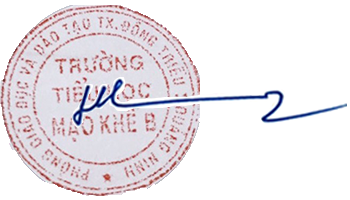 PHÒNG GIÁO DỤC VÀ ĐÀO TẠO TX.ĐÔNG TRIỀU T. QUẢNG NINH
TRƯỜNG
TIỂU HỌC
MẠO KHÊ B